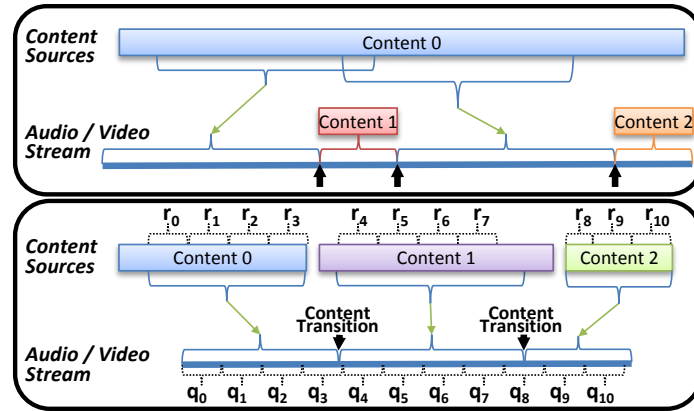 Content
Sources
Content 0
Audio / Video
Stream
Content 1
Content 2
r0 r1 r2 r3 r4 r5 r6 r7 r8 r9 r10
Content
Sources
Content 0
Content 1
Content 2
Content
Transition
Content
Transition
Audio / Video
Stream
q0 q1 q2 q3 q4 q5 q6 q7 q8 q9 q10